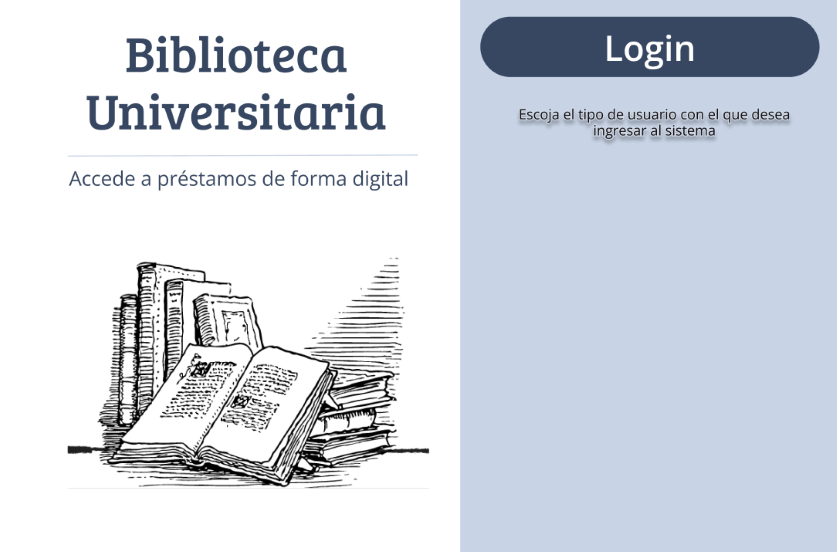 Biblioteca
Universitaria
Accede a préstamos de forma digital
Login
Escoja el tipo de usuario con el que desea
ingresar al sistema